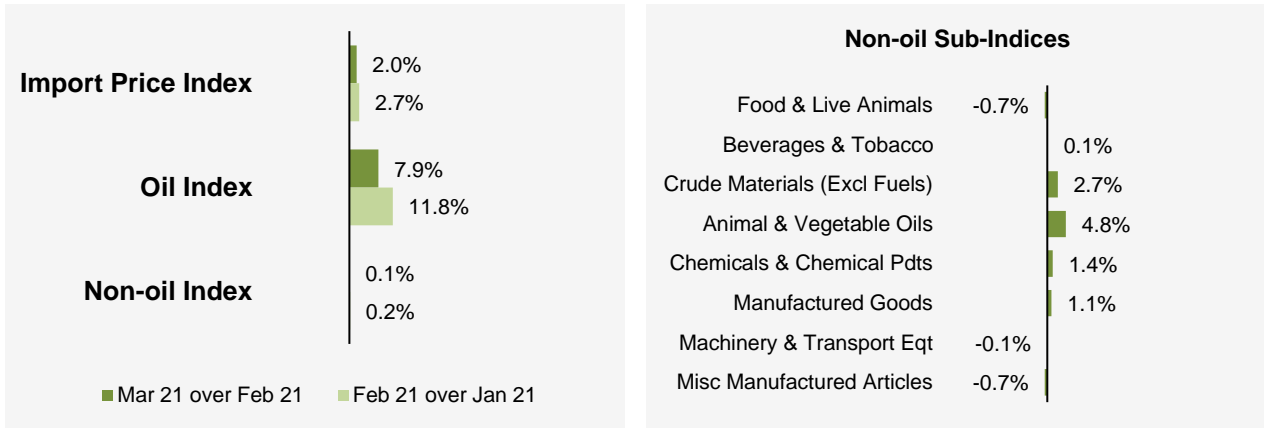 Import Price Index
2.0%
2.7%
Oil Index
7.9%
11.8%
Non-oil Index
0.1%
0.2%
Mar 21 over Feb 21
Feb 21 over Jan 21
Non-oil Sub-Indices
Food & Live Animals -0.7%
Beverages & Tobacco 0.1%
Crude Materials (Excl Fuels) 2.7%
Animal & Vegetable Oils 4.8%
Chemicals & Chemical Pdts 1.4%
Manufactured Goods 1.1%
Machinery & Transport Eqt -0.1%
Misc Manufactured Articles -0.7%